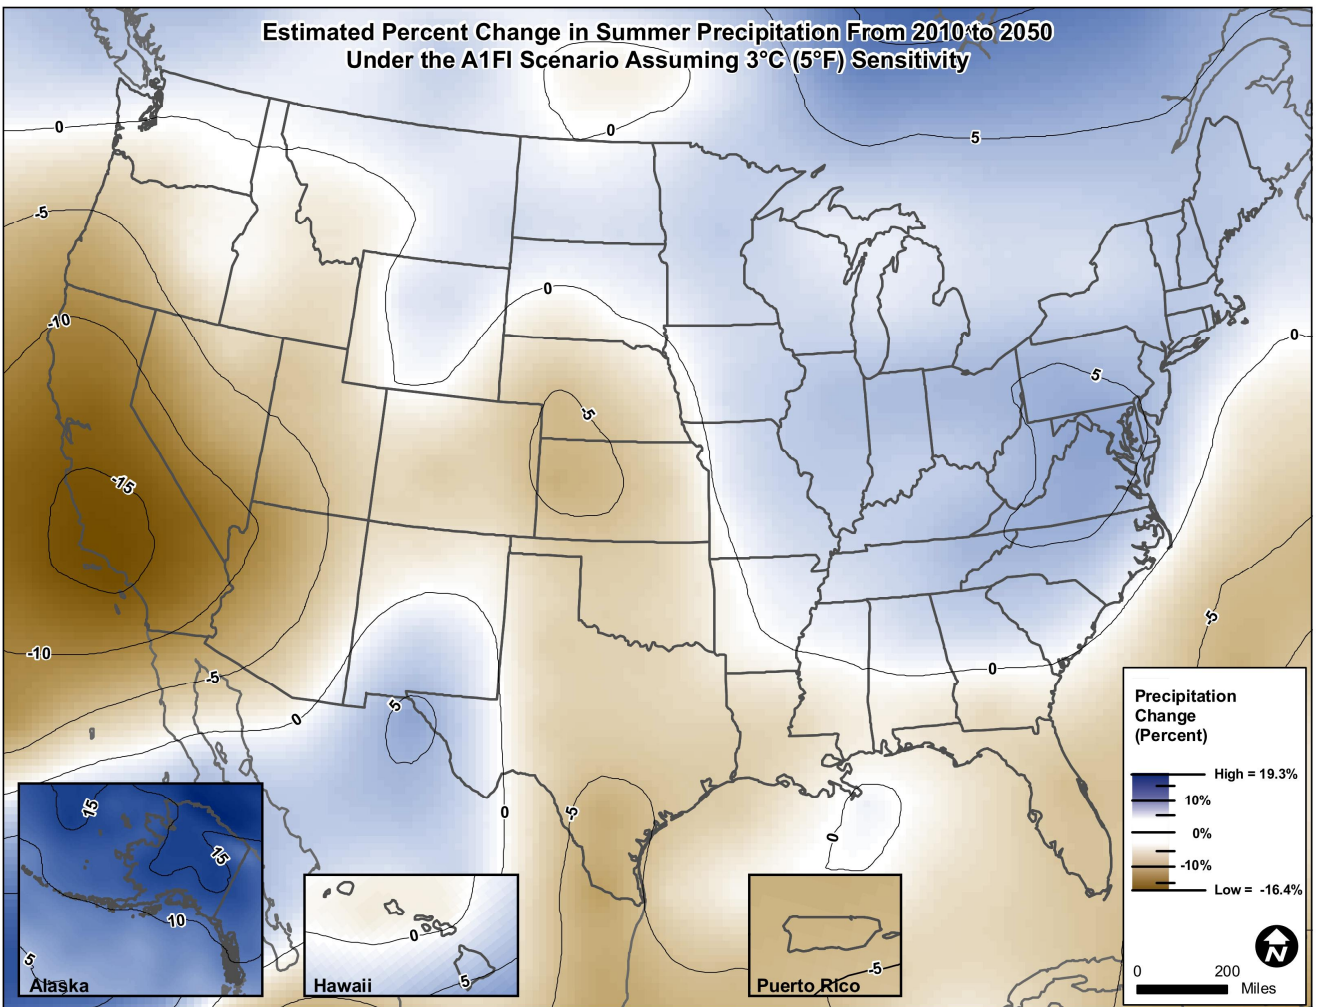 Estimated Percent Change in Summer Precipitation From 2010 to 2050
Under the A1FI Scenario Assuming 3°C (5°F) Sensitivity
0
0
5
-5
0
-10
0
5
-5
-15
-5
-10
-5
0
5
0
0
-5
0
Precipitation
Change
(Percent)
High = 19.3%
10%
0%
-10%
Low = -16.4%
N
0 200
Miles
15
15
10
5
Alaska
0
5
Hawaii
-5
Puerto Rico